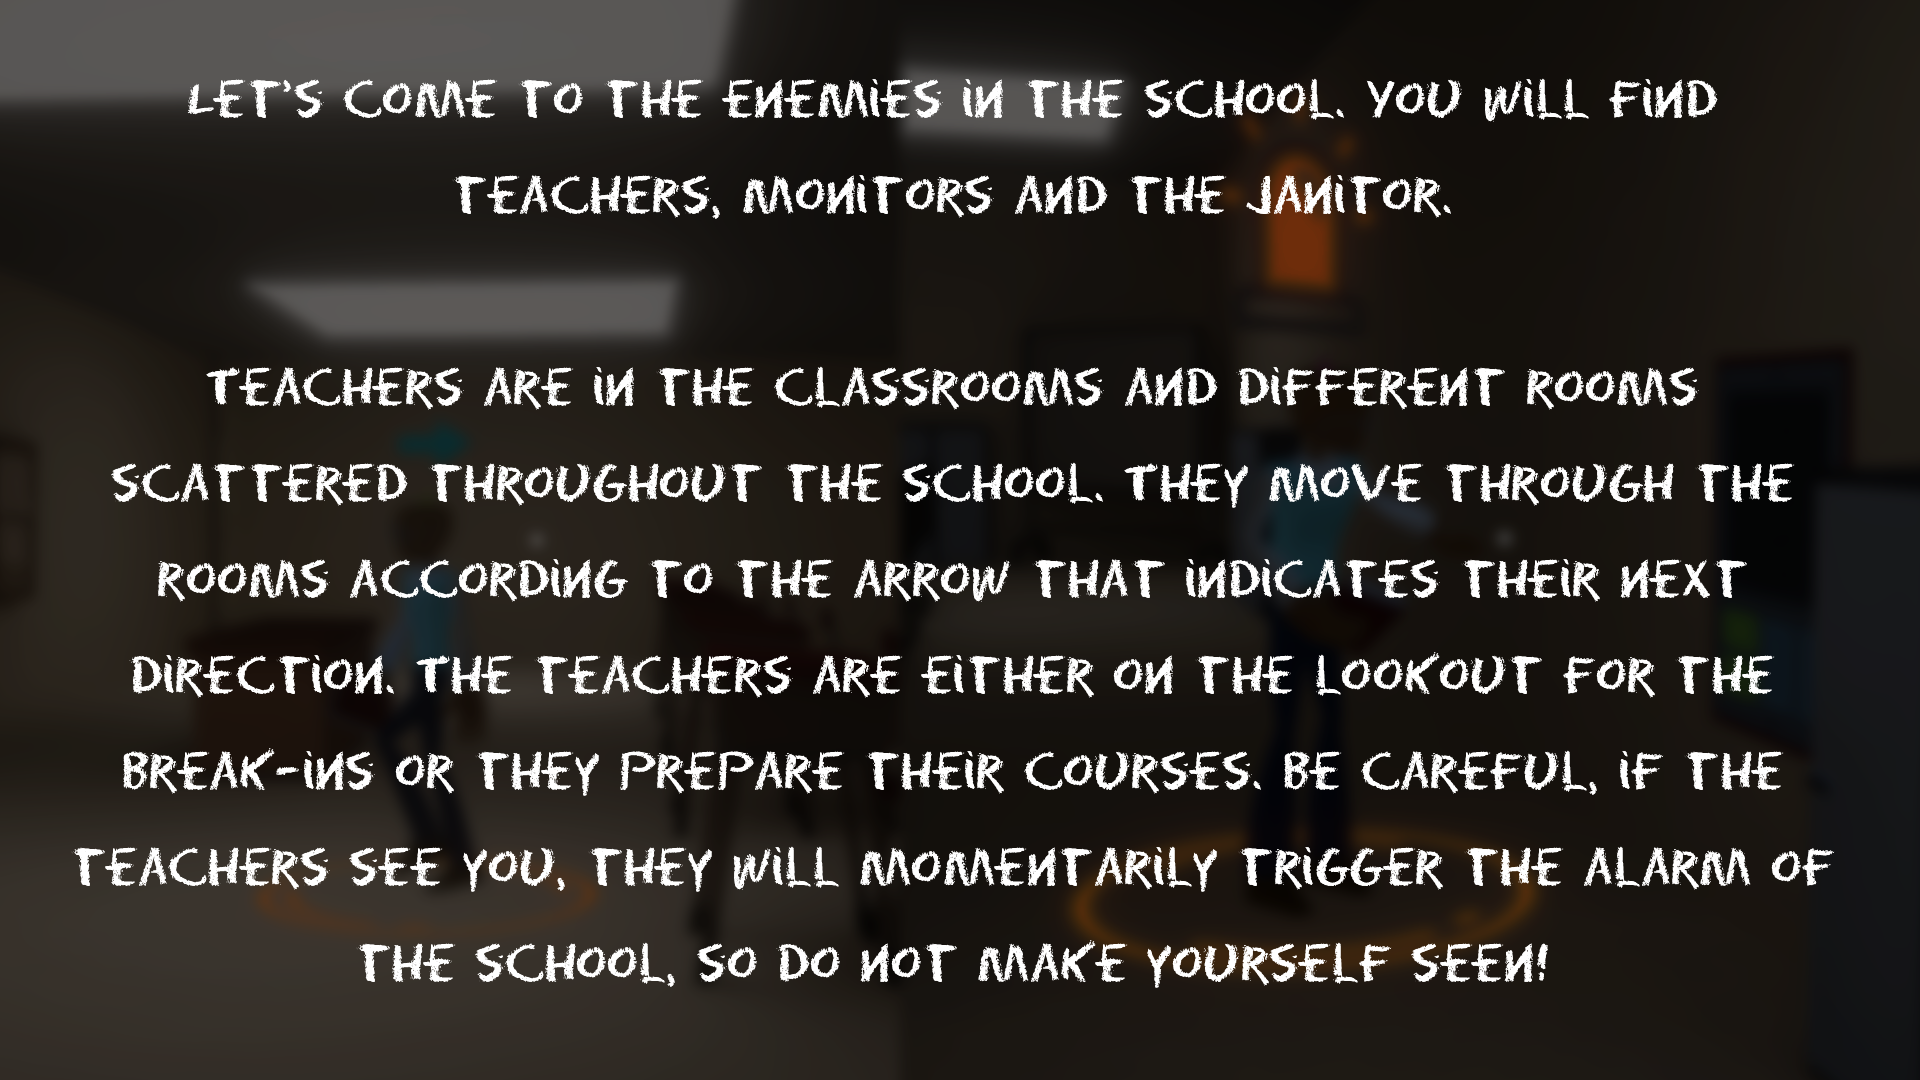 LET'S COME TO THE ENEMIES IN THE SCHOOL. YOU WILL FIND
TEACHERS, MONITORS AND THE JANITOR.
TEACHERS ARE IN THE CLASSROOMS AND DIFFERENT ROOMS
SCATTERED THROUGHOUT THE SCHOOL. THEY MOVE THROUGH THE
ROOMS ACCORDING TO THE ARROW THAT INDICATES THEIR NEXT
DIRECTION. THE TEACHERS ARE EITHER ON THE LOOKOUT FOR THE
BREAK-INS OR THEY PREPARE THEIR COURSES. BE CAREFUL, IF THE
TEACHERS SEE YOU, THEY WILL MOMENTARILY TRIGGER THE ALARM OF
THE SCHOOL, SO DO NOT MAKE YOURSELF SEEN!